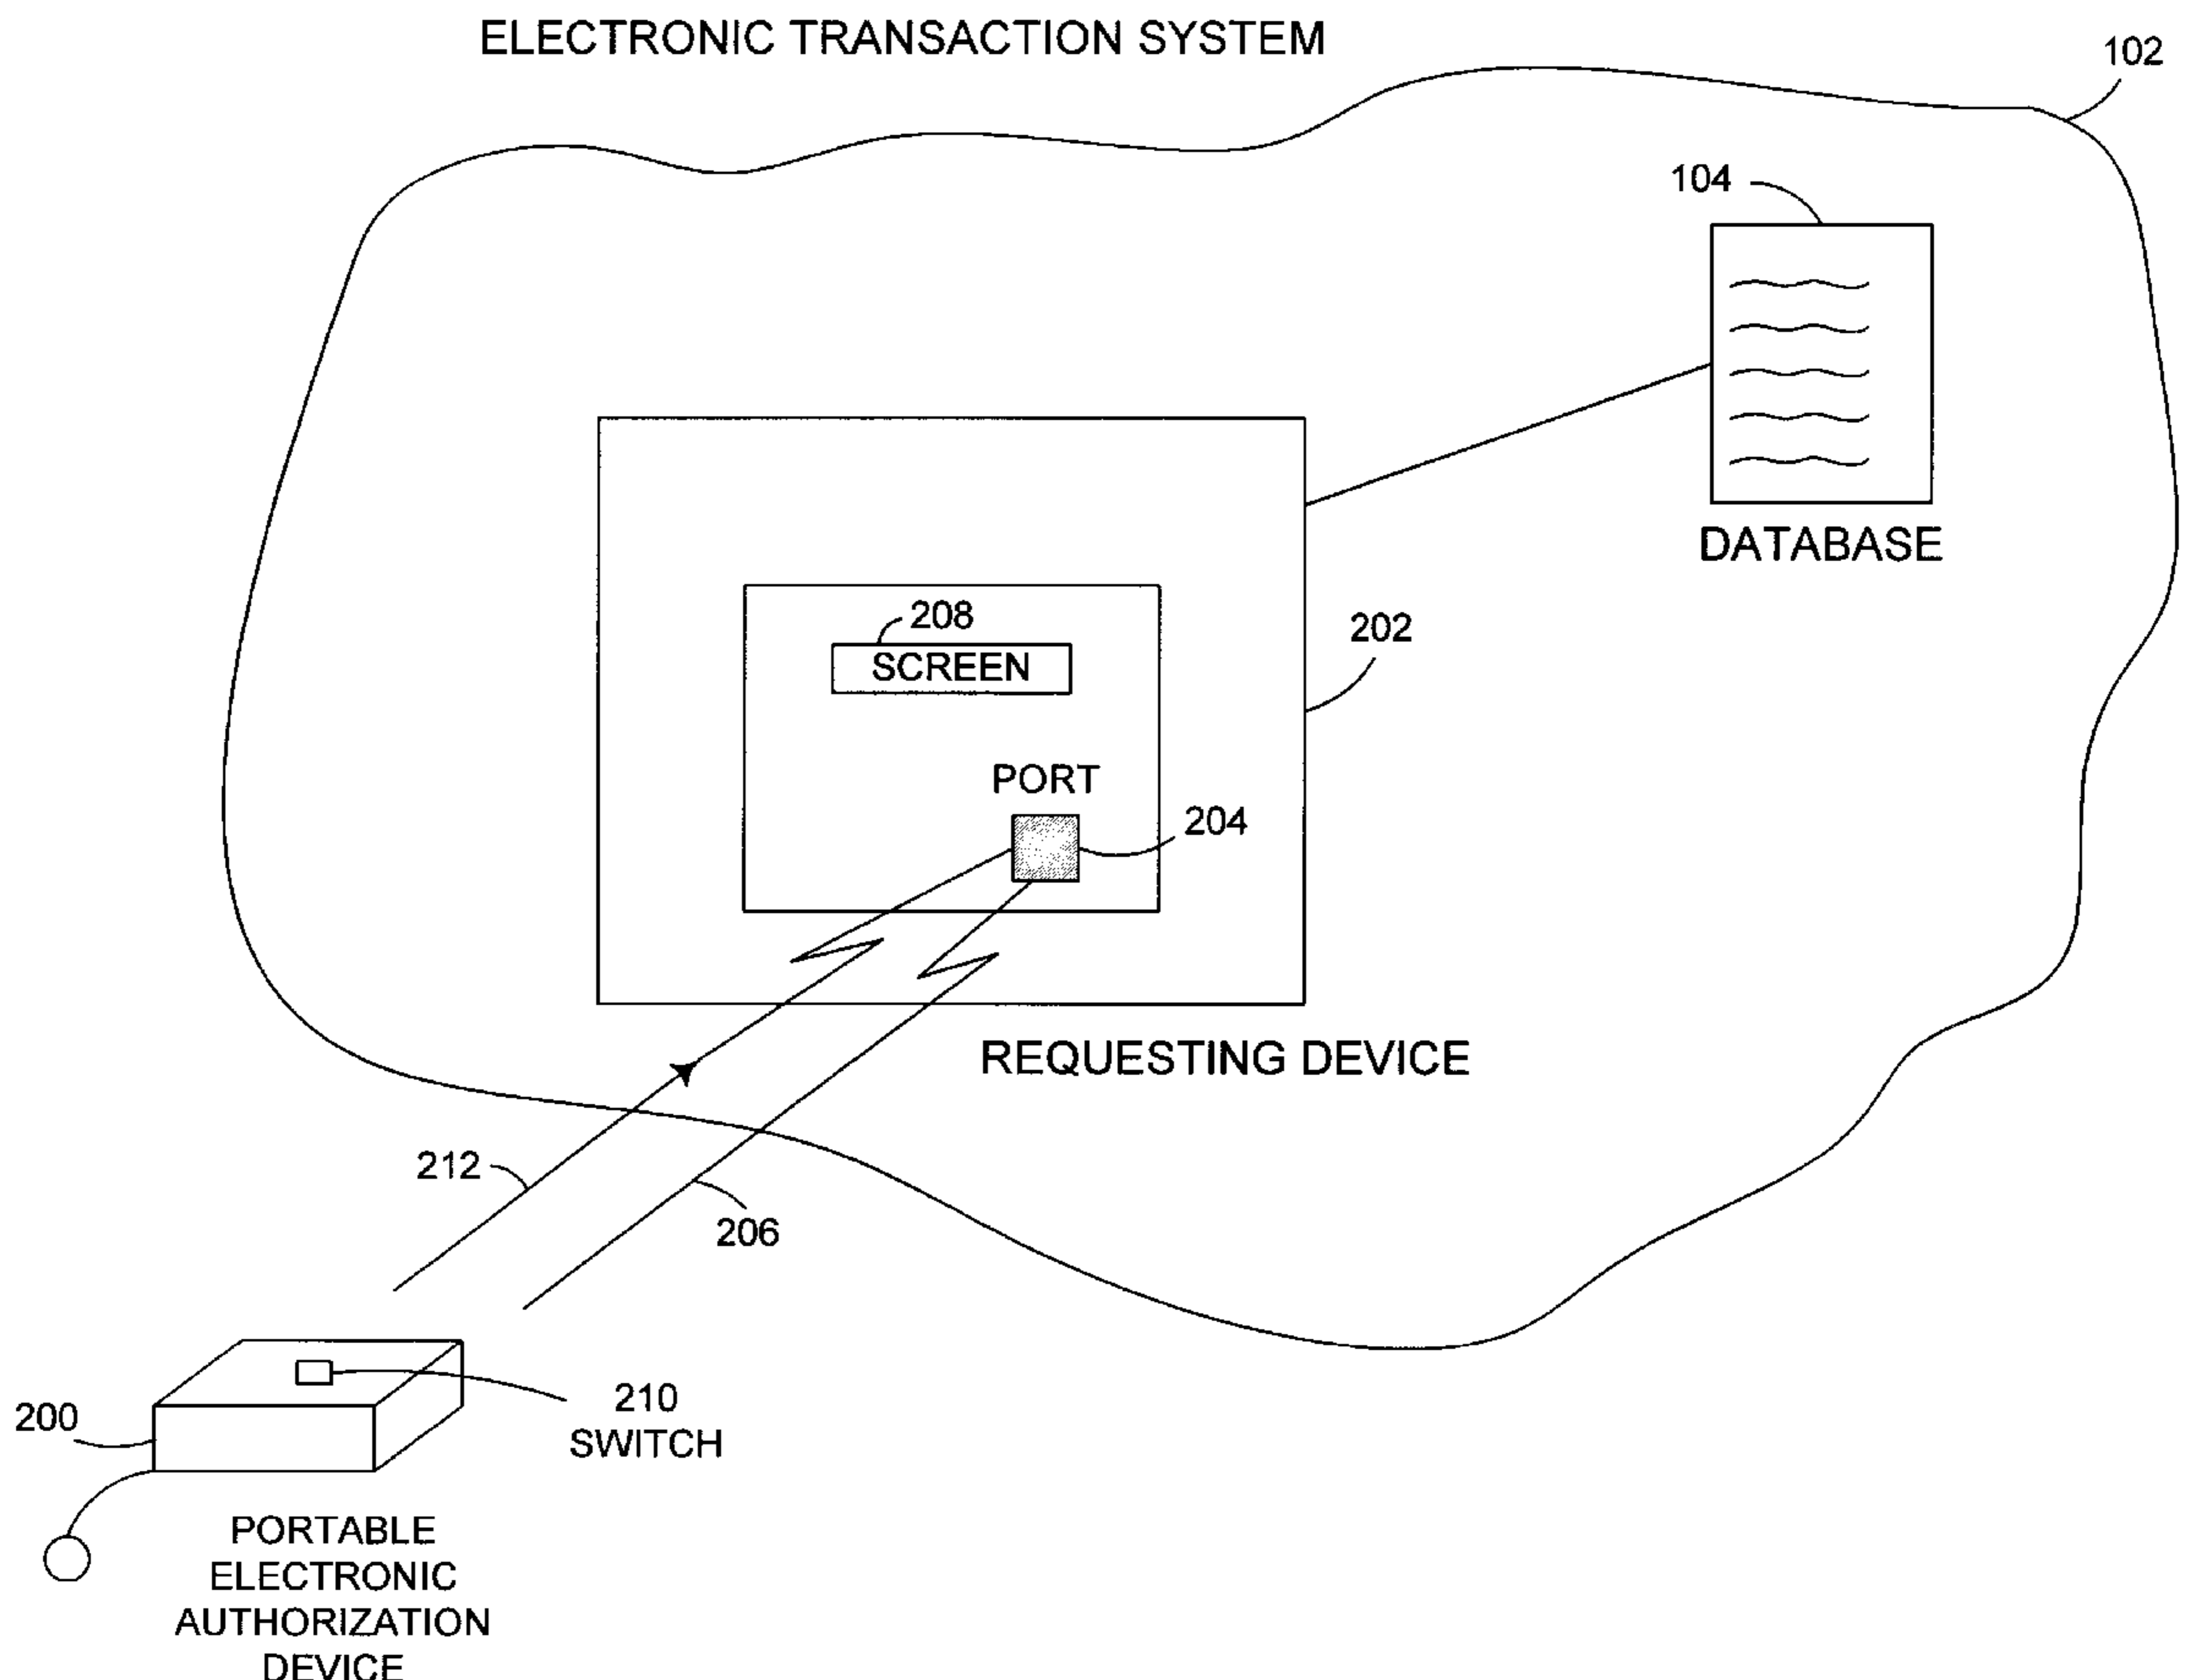 ELECTRONIC TRANSACTION SYSTEM
102
104
DATABASE
208
SCREEN
202
PORT
204
REQUESTING DEVICE
212
206
210
SWITCH
200
PORTABLE
ELECTRONIC
AUTHORIZATION
DEVICE